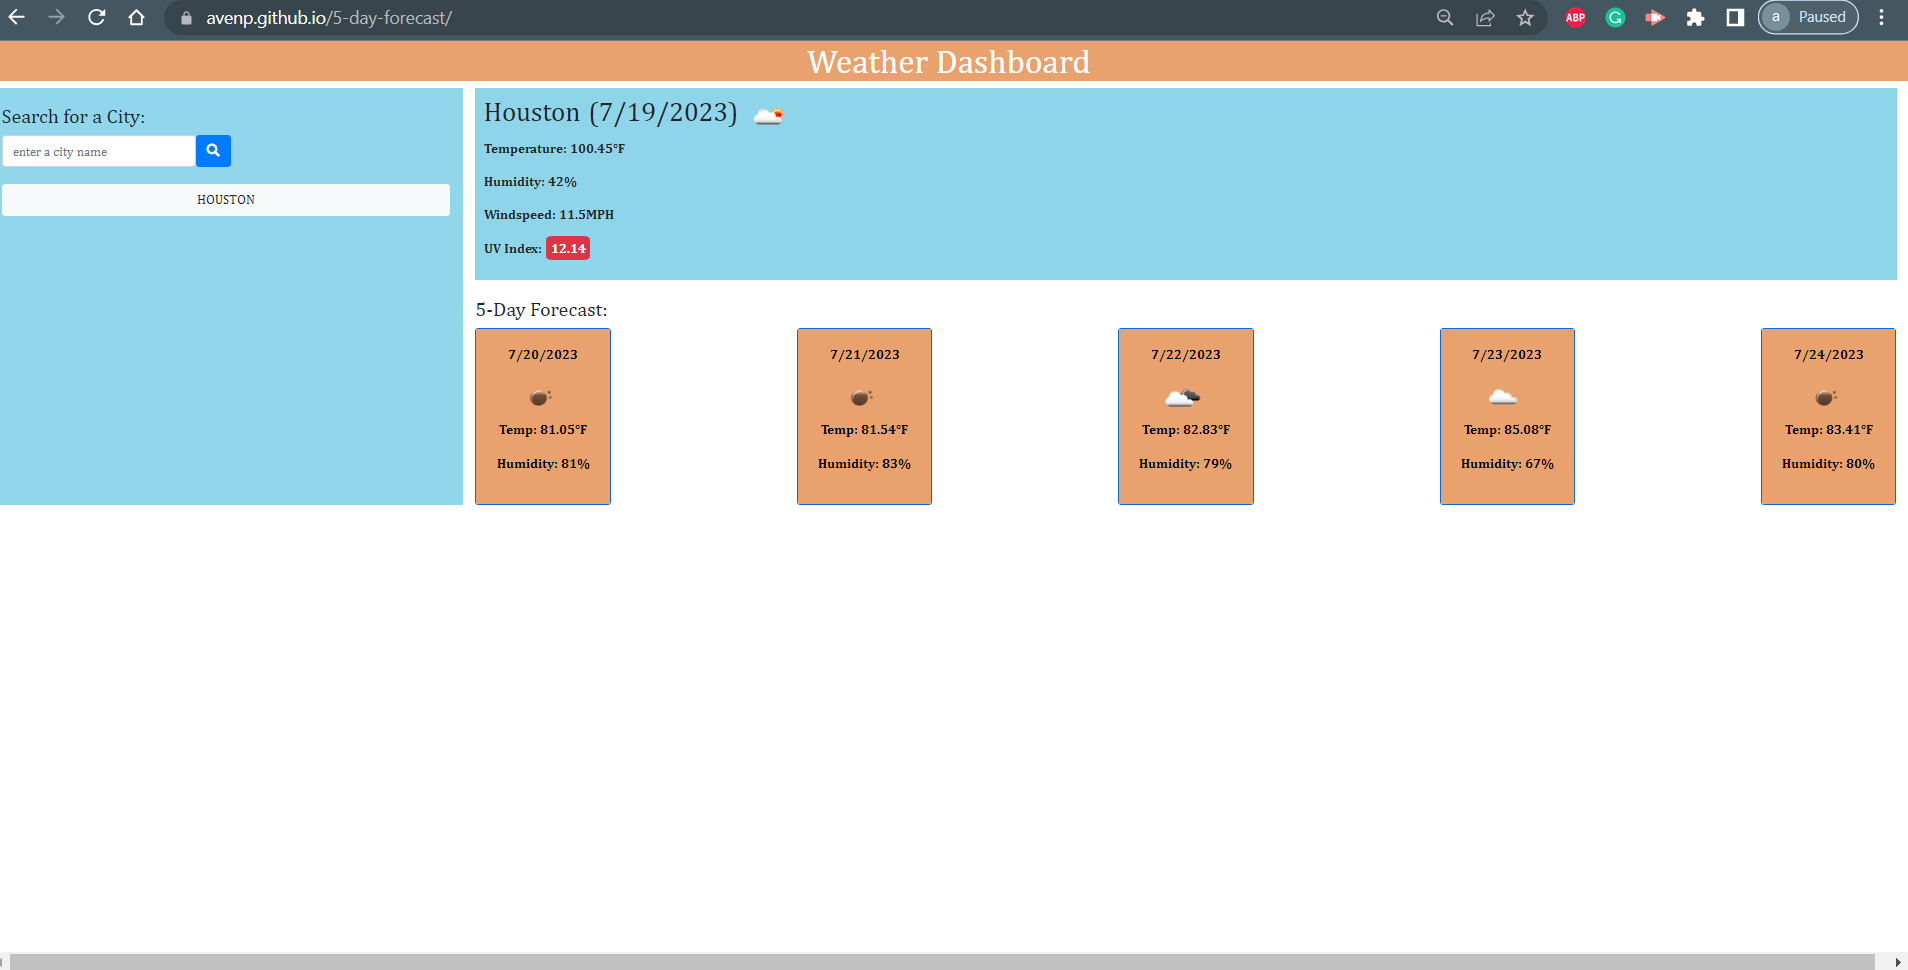 avenp.github.io/5-day-forecast/
ABP
a Paused
Weather Dashboard
Search for a City:
enter a city name
HOUSTON
Houston (7/19/2023)
Temperature: 100.45°F
Humidity: 42%
Windspeed: 11.5MPH
UV Index: 12.14
5-Day Forecast:
7/20/2023
Temp: 81.05°F
Humidity: 81%
7/21/2023
Temp: 81.54°F
Humidity: 83%
7/22/2023
Temp: 82.83°F
Humidity: 79%
7/23/2023
Temp: 85.08°F
Humidity: 67%
7/24/2023
Temp: 83.41°F
Humidity: 80%